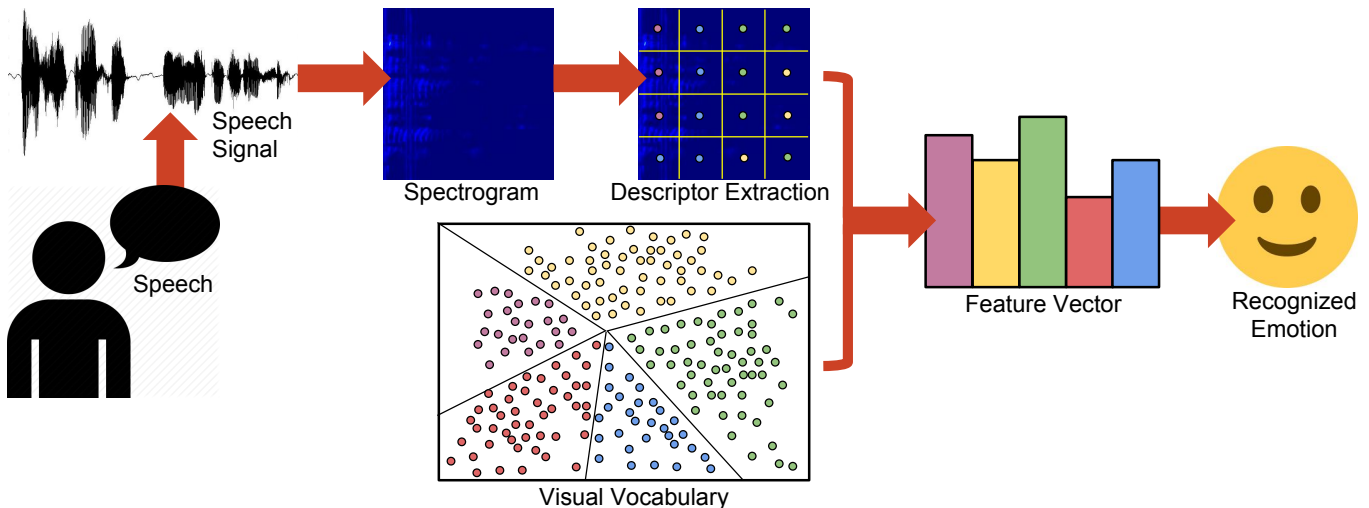 Speech
Signal
Speech
Spectrogram
Descriptor Extraction
Visual Vocabulary
Feature Vector
Recognized
Emotion